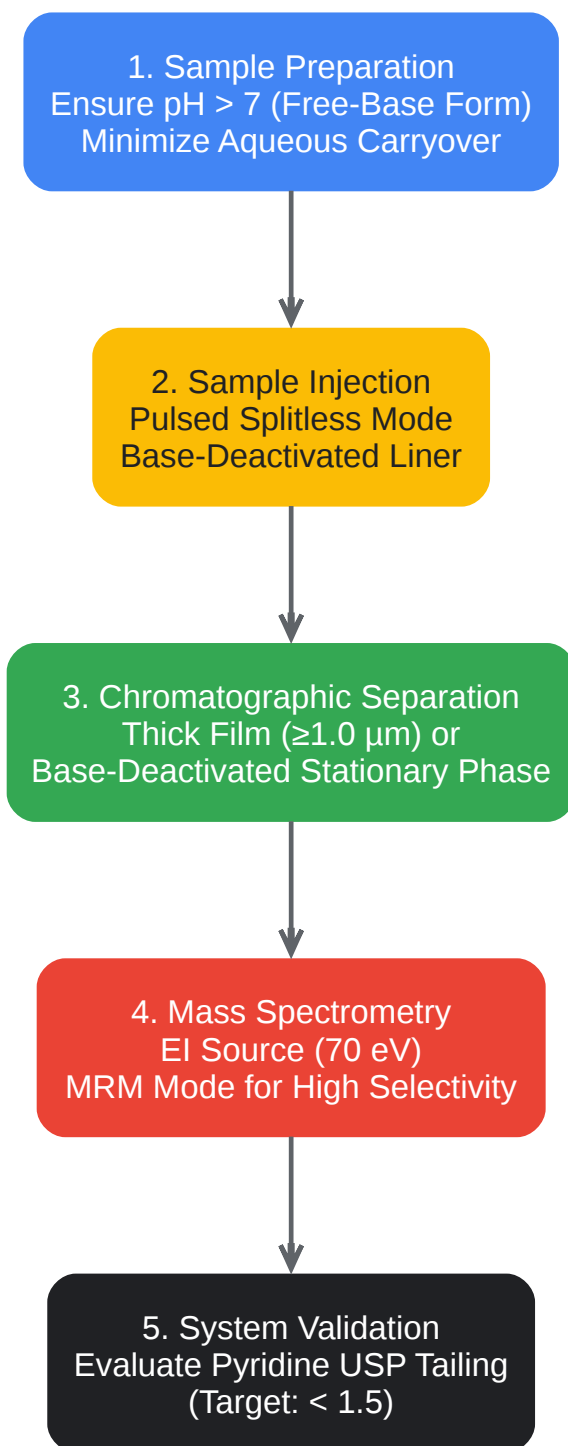 1. Sample Preparation
Ensure pH > 7 (Free-Base Form)
Minimize Aqueous Carryover
2. Sample Injection
Pulsed Splitless Mode
Base-Deactivated Liner
3. Chromatographic Separation
Thick Film (≥1.0 µm) or
Base-Deactivated Stationary Phase
4. Mass Spectrometry
EI Source (70 eV)
MRM Mode for High Selectivity
5. System Validation
Evaluate Pyridine USP Tailing
(Target: < 1.5)